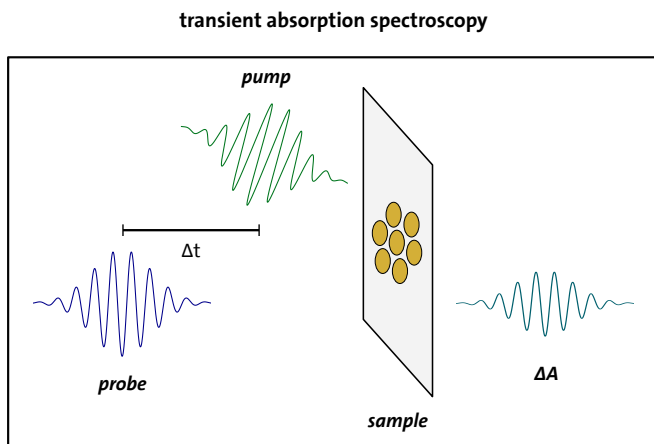 transient absorption spectroscopy
pump
Δt
probe
sample
ΔA